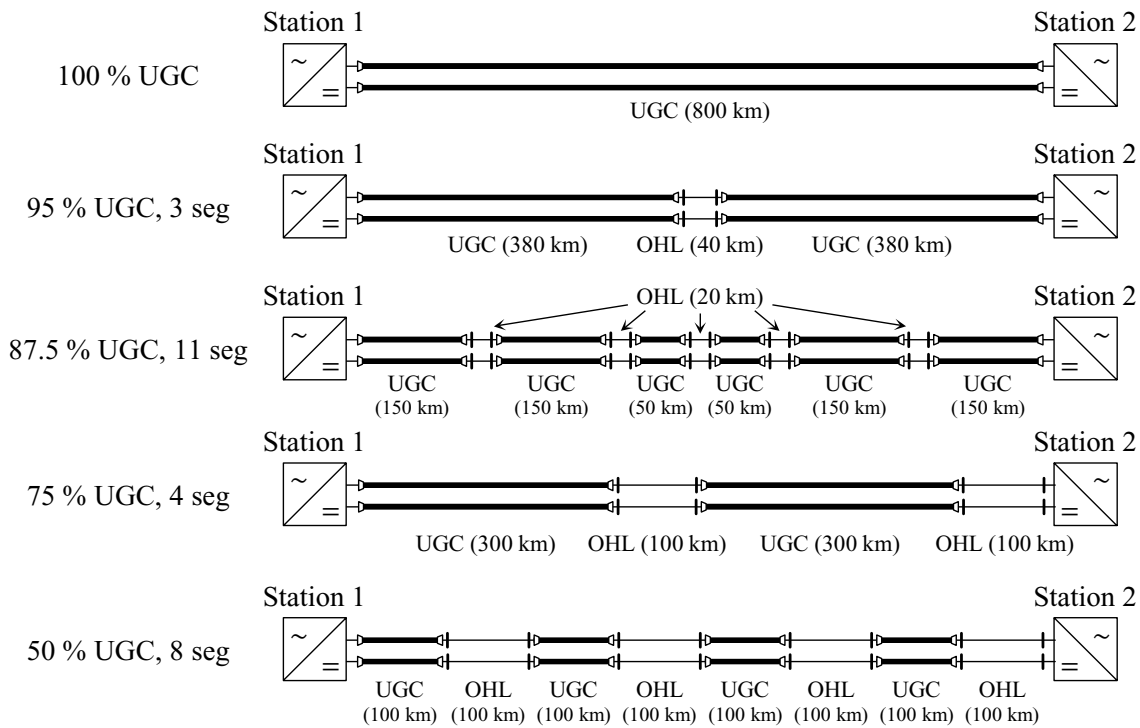 Station 1
Station 2
100 % UGC
~
=
~
=
UGC (800 km)
Station 1
Station 2
95 % UGC, 3 seg
~
=
~
=
UGC (380 km) OHL (40 km) UGC (380 km)
Station 1
Station 2
OHL (20 km)
87.5 % UGC, 11 seg
~
=
~
=
UGC UGC UGC UGC UGC UGC
(150 km) (150 km) (50 km) (50 km) (150 km) (150 km)
Station 1
Station 2
75 % UGC, 4 seg
~
=
~
=
UGC (300 km) OHL (100 km) UGC (300 km) OHL (100 km)
Station 1
Station 2
50 % UGC, 8 seg
~
=
~
=
UGC OHL UGC OHL UGC OHL UGC OHL
(100 km) (100 km) (100 km) (100 km) (100 km) (100 km) (100 km) (100 km)